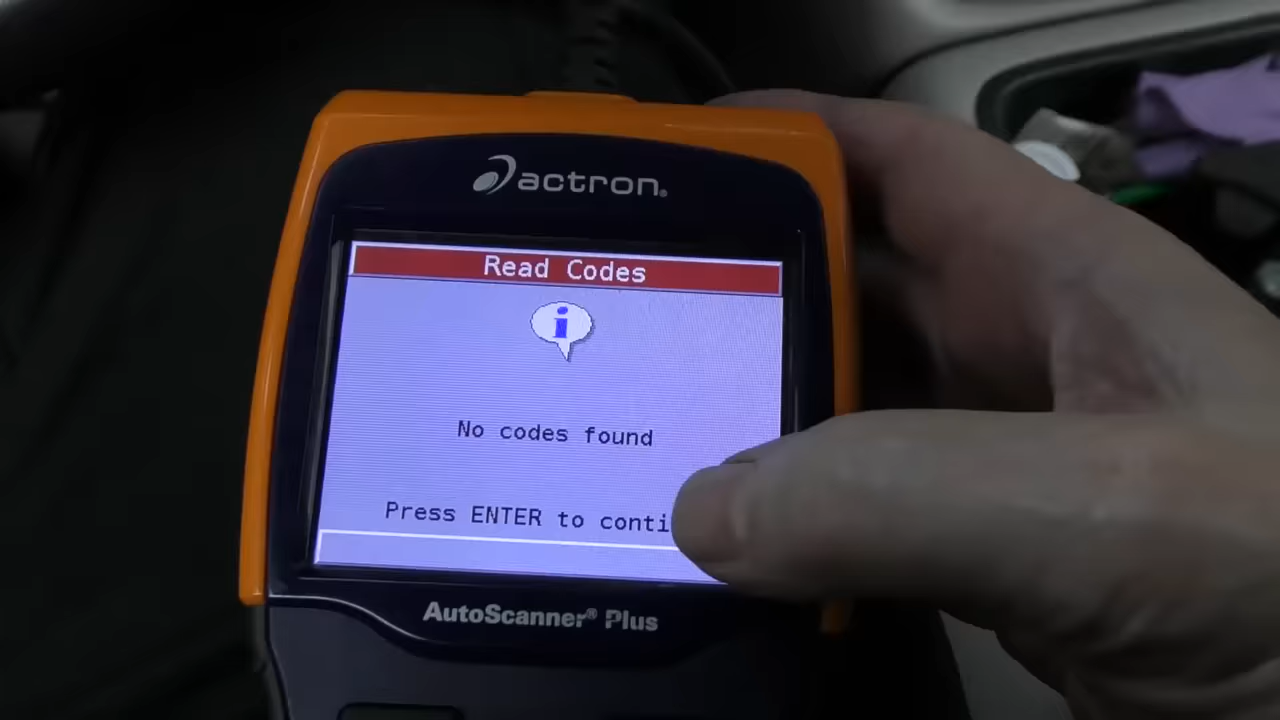 actron®
Read Codes
i
No codes found
Press ENTER to conti
AutoScanner® Plus